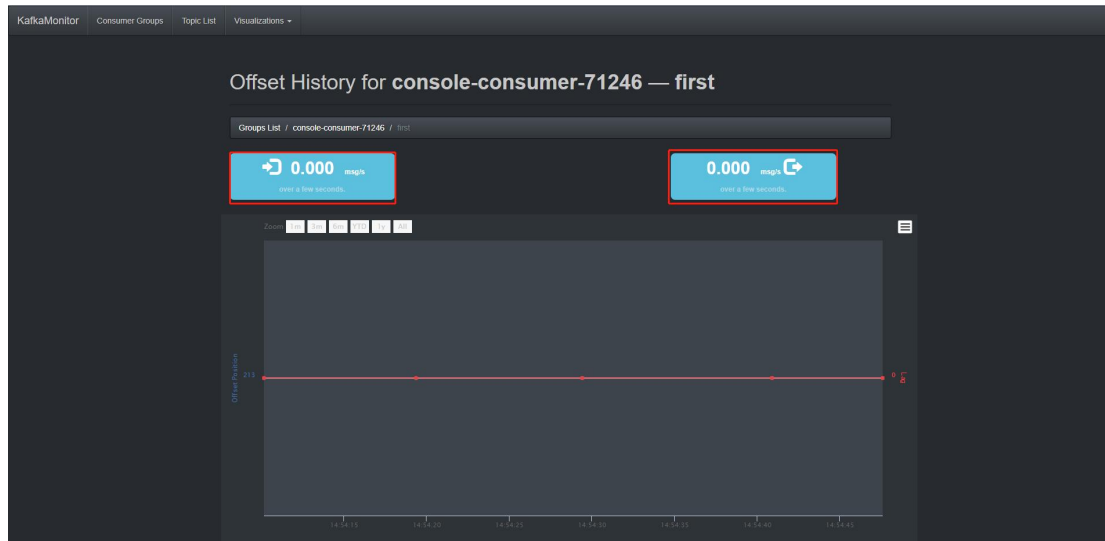 KafkaMonitor Consumer Groups Topic List Visualizations
Offset History for console-consumer-71246 — first
Groups List / console-consumer-71246 / first
0.000 msg/s
over a few seconds.
0.000 msg/s
over a few seconds.
Zoom 1m 3m 6m YTD 1y All
Offset Position
213
0
Lag
14:54:15 14:54:20 14:54:25 14:54:30 14:54:35 14:54:40 14:54:45